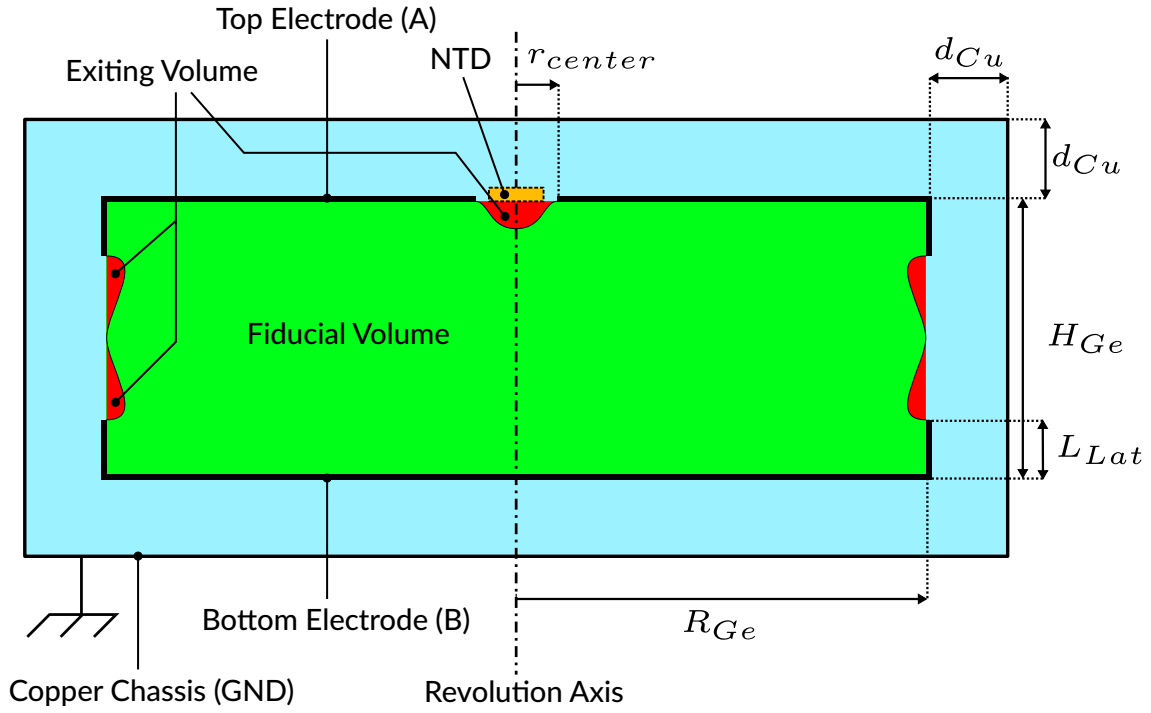 Top Electrode (A)
NTD
r_center
d_Cu
Exiting Volume
d_Cu
Fiducial Volume
H_Ge
L_Lat
Bottom Electrode (B)
R_Ge
Copper Chassis (GND)
Revolution Axis